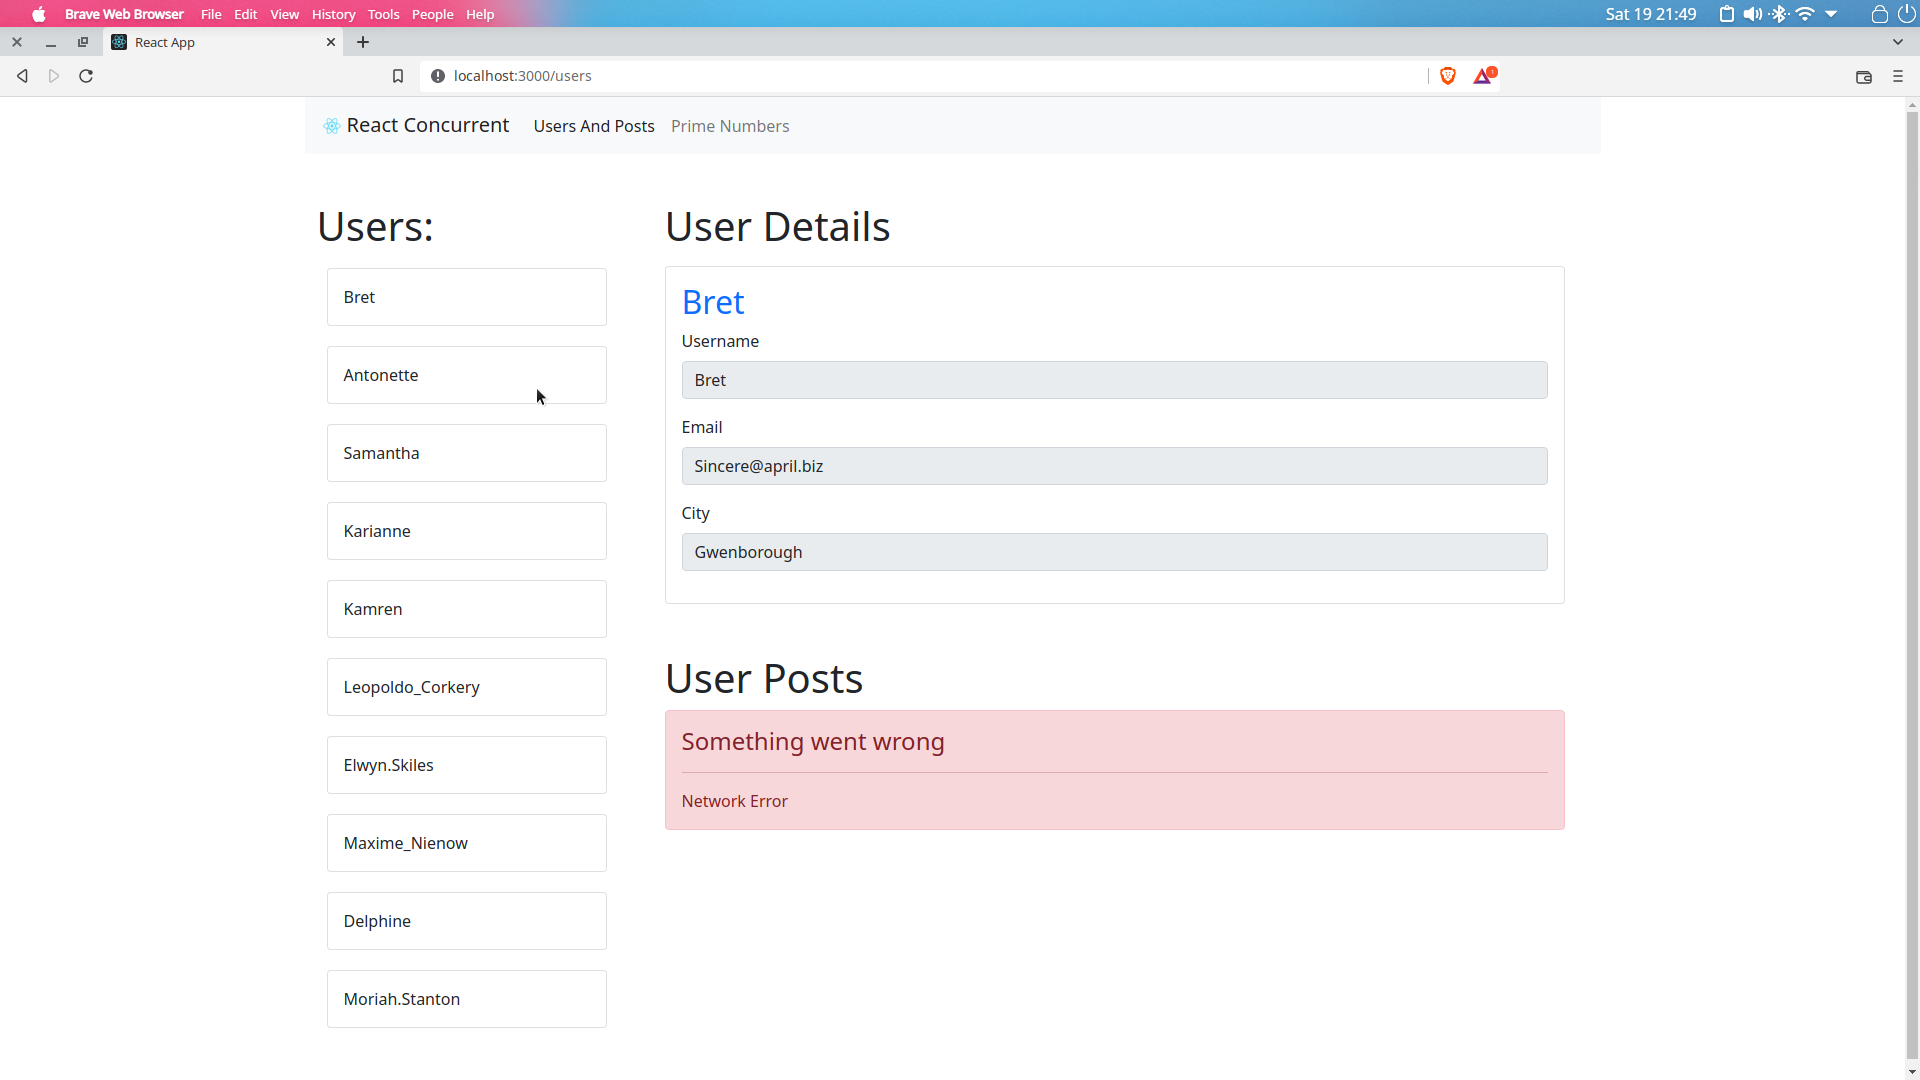 Brave Web Browser File Edit View History Tools People Help Sat 19 21:49
React App
localhost:3000/users
React Concurrent Users And Posts Prime Numbers
Users:
Bret
Antonette
Samantha
Karianne
Kamren
Leopoldo_Corkery
Elwyn.Skiles
Maxime_Nienow
Delphine
Moriah.Stanton
User Details
Bret
Username
Bret
Email
Sincere@april.biz
City
Gwenborough
User Posts
Something went wrong
Network Error